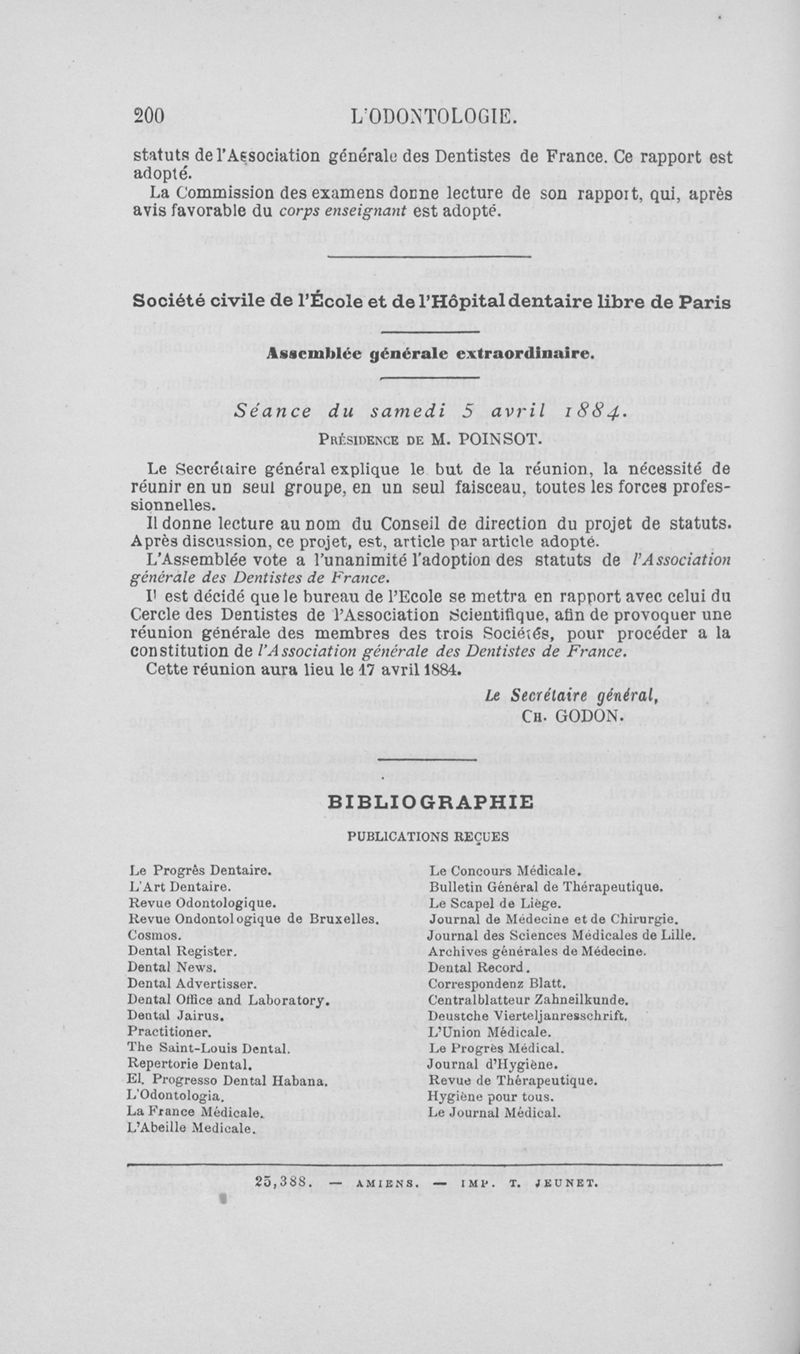 200 L'ODONTOLOGIE.
statuts de l'Association générale des Dentistes de France. Ce rapport est
adopté.
La Commission des examens donne lecture de son rapport, qui, après
avis favorable du corps enseignant est adopté.
Société civile de l'École et de l'Hôpital dentaire libre de Paris
Assemblée générale extraordinaire.
Séance du samedi 5 avril 1884.
PRÉSIDENCE DE M. POINSOT.
Le Secrétaire général explique le but de la réunion, la nécessité de
réunir en un seul groupe, en un seul faisceau, toutes les forces profes-
sionnelles.
Il donne lecture au nom du Conseil de direction du projet de statuts.
Après discussion, ce projet, est, article par article adopté.
L'Assemblée vote a l'unanimité l'adoption des statuts de l'Association
générale des Dentistes de France.
Il est décidé que le bureau de l'Ecole se mettra en rapport avec celui du
Cercle des Dentistes de l'Association Scientifique, afin de provoquer une
réunion générale des membres des trois Sociétés, pour procéder a la
constitution de l'Association générale des Dentistes de France.
Cette réunion aura lieu le 17 avril 1884.
Le Secrétaire général,
CH. GODON.
BIBLIOGRAPHIE
PUBLICATIONS REÇUES
Le Progrès Dentaire.
L'Art Dentaire.
Revue Odontologique.
Revue Ondontologique de Bruxelles.
Cosmos.
Dental Register.
Dental News.
Dental Advertisser.
Dental Office and Laboratory.
Dental Jairus.
Practitioner.
The Saint-Louis Dental.
Repertorie Dental.
El. Progresso Dental Habana.
L'Odontologia.
La France Médicale.
L'Abeille Medicale.
Le Concours Médicale.
Bulletin Général de Thérapeutique.
Le Scapel de Liège.
Journal de Médecine et de Chirurgie.
Journal des Sciences Médicales de Lille.
Archives générales de Médecine.
Dental Record.
Correspondenz Blatt.
Centralblatteur Zahneilkunde.
Deustche Vierteljanresschrift.
L'Union Médicale.
Le Progrès Médical.
Journal d'Hygiène.
Revue de Thérapeutique.
Hygiène pour tous.
Le Journal Médical.
25,388. — AMIENS. — IMP. T. JEUNET.